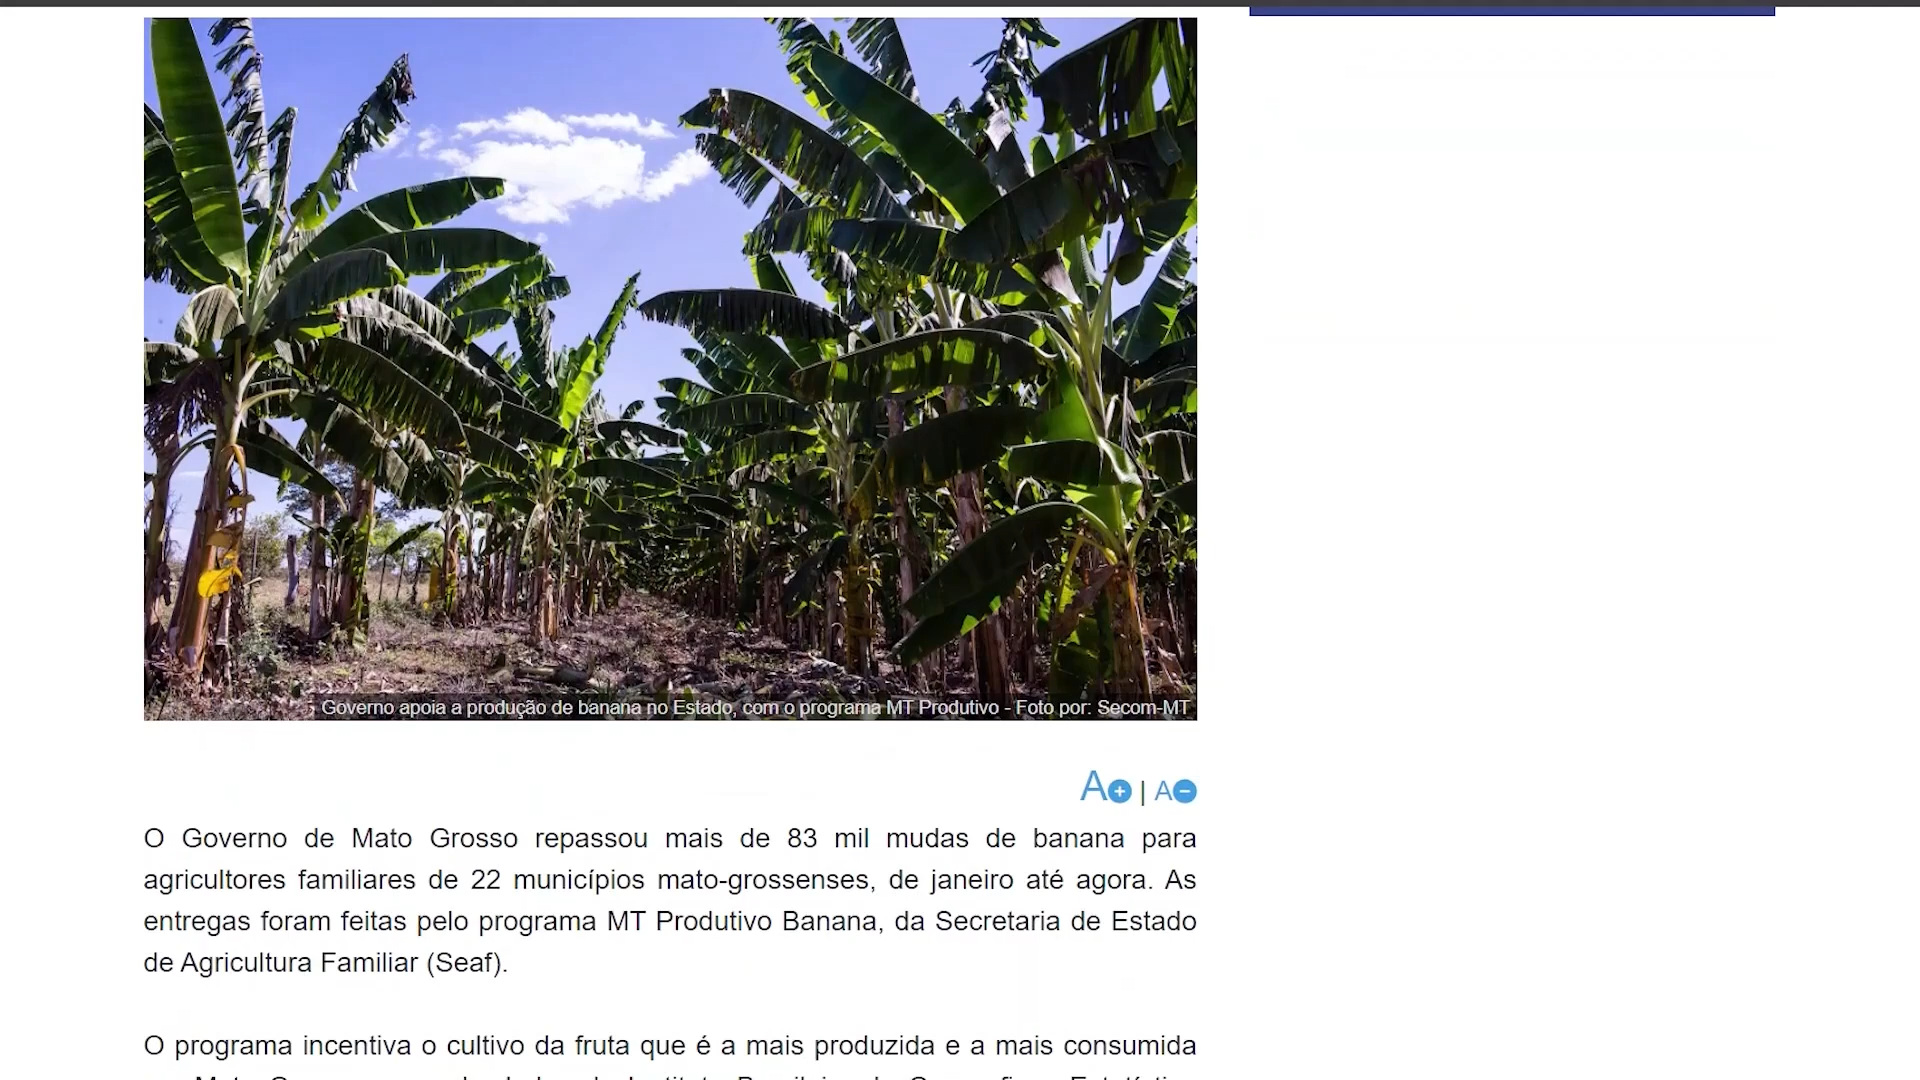 Governo apoia a produção de banana no Estado, com o programa MT Produtivo - Foto por: Secom-MT
A+ | A-
O Governo de Mato Grosso repassou mais de 83 mil mudas de banana para
agricultores familiares de 22 municípios mato-grossenses, de janeiro até agora. As
entregas foram feitas pelo programa MT Produtivo Banana, da Secretaria de Estado
de Agricultura Familiar (Seaf).
O programa incentiva o cultivo da fruta que é a mais produzida e a mais consumida